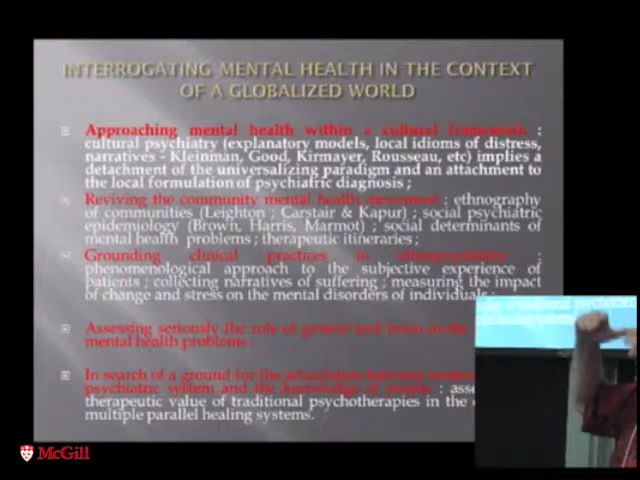 INTERROGATING MENTAL HEALTH IN THE CONTEXT
OF A GLOBALIZED WORLD
Approaching mental health within a cultural framework :
cultural psychiatry (explanatory models, local idioms of distress,
narratives - Kleinman, Good, Kirmayer, Rousseau, etc) implies a
detachment of the universalizing paradigm and an attachment to
the local formulation of psychiatric diagnosis ;
Reviving the community mental health movement : ethnography
of communities (Leighton ; Carstair & Kapur) ; social psychiatric
epidemiology (Brown, Harris, Marmot) ; social determinants of
mental health problems ; therapeutic itineraries ;
Grounding clinical practices in :
phenomenological approach to the subjective experience of
patients ; collecting narratives of suffering ; measuring the impact
of change and stress on the mental disorders of individuals ;
Assessing seriously the role of and in the
mental health problems .
In search of a ground for the
psychiatric system and the knowledge of people :
therapeutic value of traditional psychotherapies in the
multiple parallel healing systems.
McGill